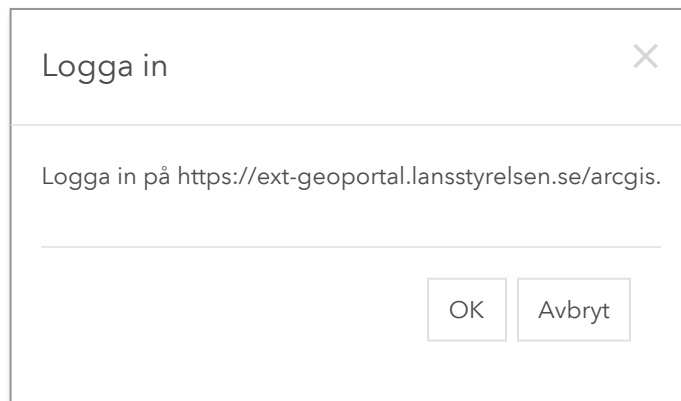 Logga in
Logga in på https://ext-geoportal.lansstyrelsen.se/arcgis.
OK
Avbryt